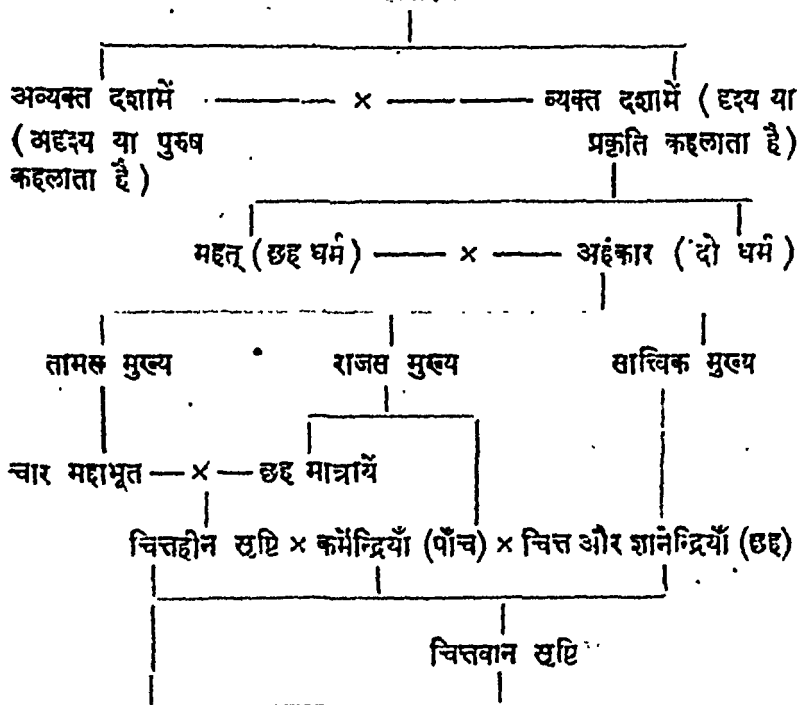 अव्यक्त दशामें ——— × ——— व्यक्त दशामें ( दृश्य या
(अदृश्य या पुरुष प्रकृति कहलाता है)
कहलाता है )
महत् (छह धर्म) —— × —— अहंकार ( दो धर्म )
तामस मुख्य राजस मुख्य सात्त्विक मुख्य
चार महाभूत — × — छह मात्रायें
चित्तहीन सृष्टि × कर्मेन्द्रियाँ (पाँच) × चित्त और ज्ञानेन्द्रियाँ (छह)
चित्तवान सृष्टि